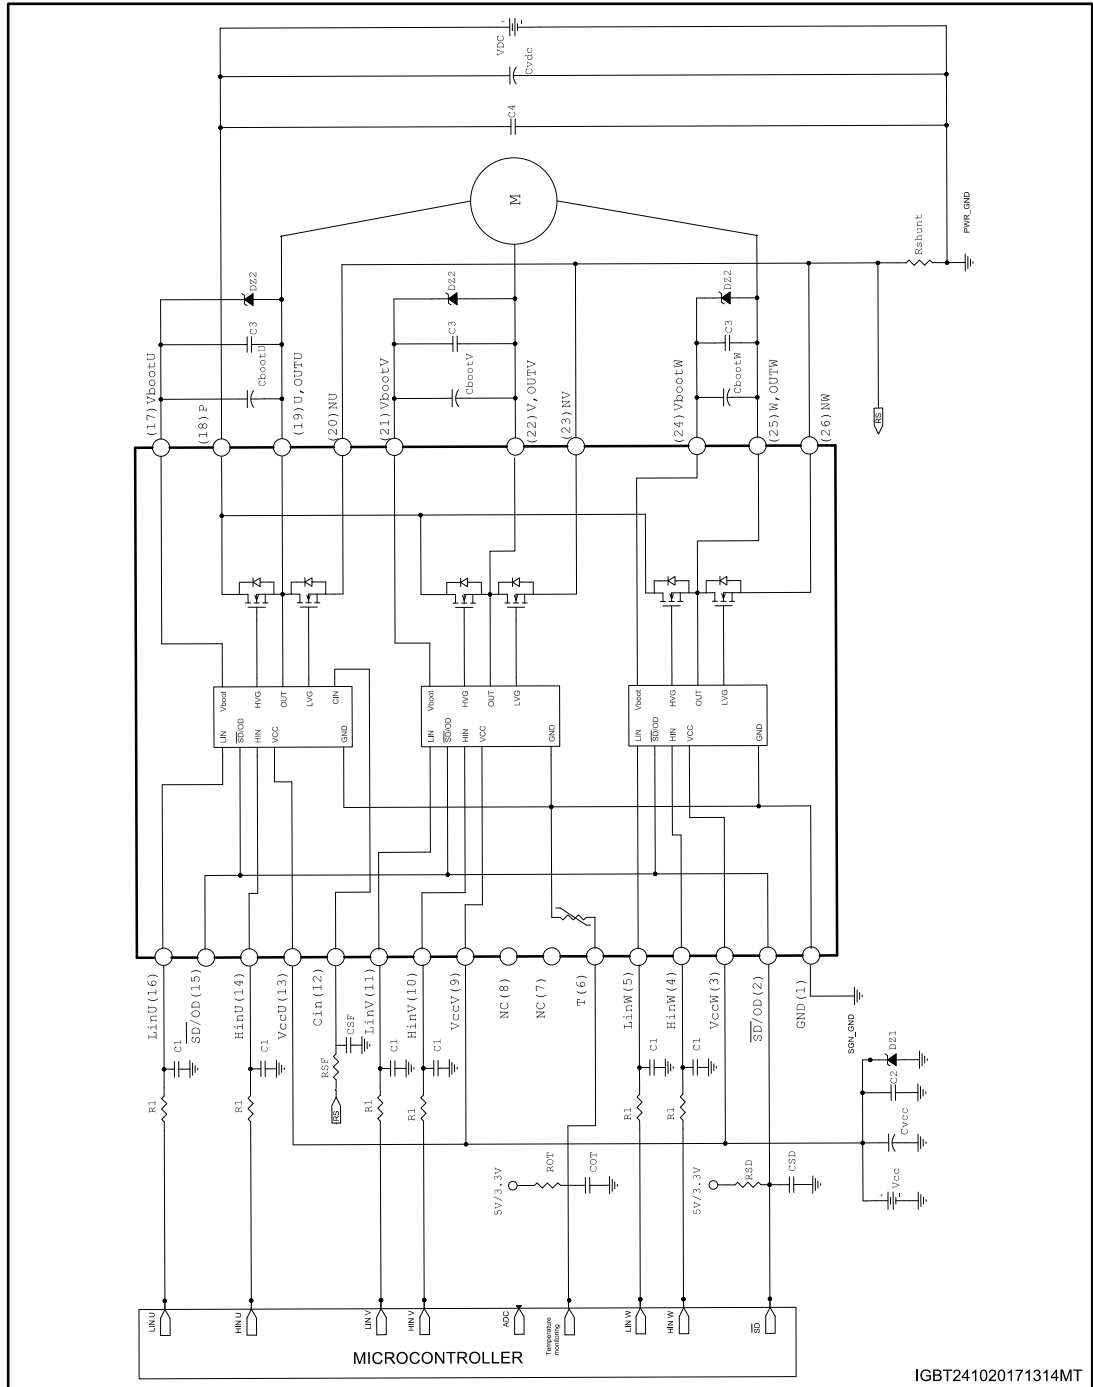 VDC
+
-
Cvdc
C4
M
PWR_GND
Rshunt
DZ2
DZ2
DZ2
C3
C3
C3
CbootU
CbootV
CbootW
RS
(17)VbootU
(18)P
(19)U,OUTU
(20)NU
(21)VbootV
(22)V,OUTV
(23)NV
(24)VbootW
(25)W,OUTW
(26)NW
Vboot
HVG
OUT
LVG
CIN
LIN
SD/OD
HIN
VCC
GND
Vboot
HVG
OUT
LVG
LIN
SD/OD
HIN
VCC
GND
Vboot
HVG
OUT
LVG
LIN
SD/OD
HIN
VCC
GND
LinU(16)
SD/OD(15)
HinU(14)
VccU(13)
Cin(12)
LinV(11)
HinV(10)
VccV(9)
NC(8)
NC(7)
T(6)
LinW(5)
HinW(4)
VccW(3)
SD/OD(2)
GND(1)
SGN_GND
C1
C1
CSF
C1
C1
C1
C1
DZ1
RSF
R1
R1
R1
R1
R1
R1
C2
RS
Cvcc
5V/3.3V
ROT
COT
5V/3.3V
RSD
CSD
Vcc
+
-
LIN U
HIN U
LIN V
HIN V
ADC
Temperature
monitoring
LIN W
HIN W
SD
MICROCONTROLLER
IGBT241020171314MT